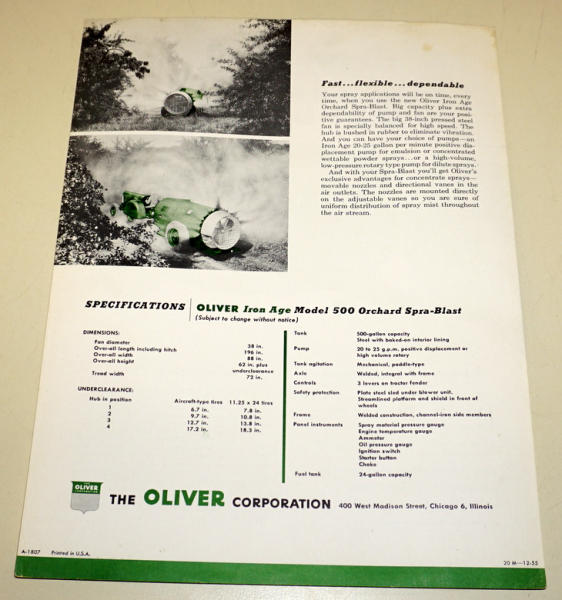 Fast...flexible...dependable
Your spray applications will be on time, every
time, when you use the new Oliver Iron Age
Orchard Spra-Blast. Big capacity plus extra
dependability of pump and fan are your posi-
tive guarantees. The big 38-inch pressed steel
fan is specially balanced for high speed. The
hub is bushed in rubber to eliminate vibration.
And you can have your choice of pumps—an
Iron Age 20-25 gallon per minute positive dis-
placement pump for emulsion or concentrated
wettable powder sprays...or a high-volume,
low-pressure rotary type pump for dilute sprays.
And with your Spra-Blast you'll get Oliver's
exclusive advantages for concentrate sprays—
movable nozzles and directional vanes in the
air outlets. The nozzles are mounted directly
on the adjustable vanes so you are sure of
uniform distribution of spray mist throughout
the air stream.
SPECIFICATIONS OLIVER Iron Age Model 500 Orchard Spra-Blast
(Subject to change without notice)
DIMENSIONS:
Fan diameter 38 in.
Over-all length including hitch 196 in.
Over-all width 88 in.
Over-all height 62 in. plus
underclearance
Tread width 72 in.
UNDERCLEARANCE:
Hub in position Aircraft-type tires 11.25 x 24 tires
1 6.7 in. 7.8 in.
2 9.7 in. 10.8 in.
3 12.7 in. 13.8 in.
4 17.2 in. 18.3 in.
Tank 500-gallon capacity
Steel with baked-on interior lining
Pump 20 to 25 g.p.m. positive displacement or
high volume rotary
Tank agitation Mechanical, paddle-type
Axle Welded, integral with frame
Controls 3 levers on tractor fender
Safety protection Plate steel sled under blower unit.
Streamlined platform and shield in front of
wheels
Frame Welded construction, channel-iron side members
Panel instruments Spray material pressure gauge
Engine temperature gauge
Ammeter
Oil pressure gauge
Ignition switch
Starter button
Choke
Fuel tank 24-gallon capacity
OLIVER
CORPORATION
THE OLIVER CORPORATION 400 West Madison Street, Chicago 6, Illinois
A-1807 Printed in U.S.A.
20 M—12-55